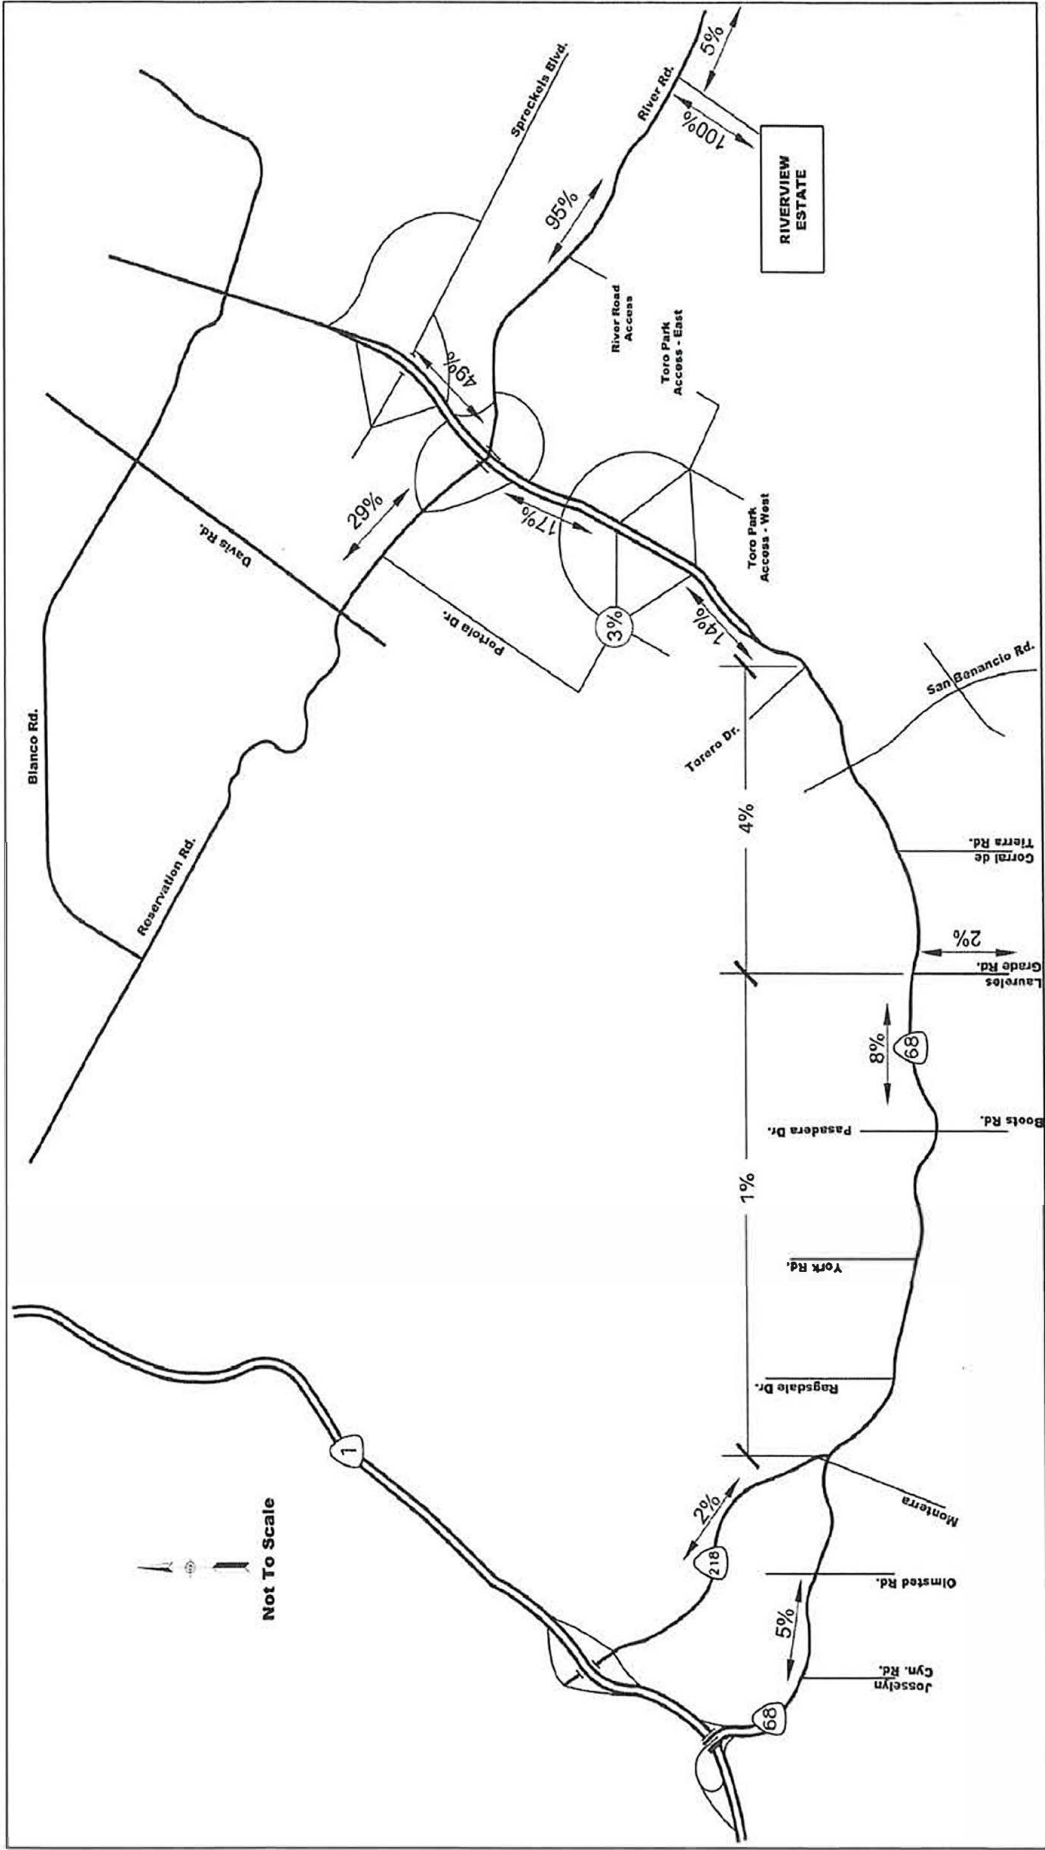 5%
River Rd.
100%
RIVERVIEW
ESTATE
Spreckels Blvd.
95%
River Road
Access
Toro Park
Access - East
49%
29%
17%
Toro Park
Access - West
Davis Rd.
Portola Dr.
3%
14%
San Benancio Rd.
Torero Dr.
Blanco Rd.
4%
Reservation Rd.
Corral de
Tierra Rd.
2%
Laureles
Grade Rd.
8%
68
Pasadera Dr.
Boots Rd.
1%
York Rd.
Ragsdale Dr.
1
Not To Scale
2%
218
Monterra
Olmsted Rd.
5%
Josselyn
Cyn. Rd.
68